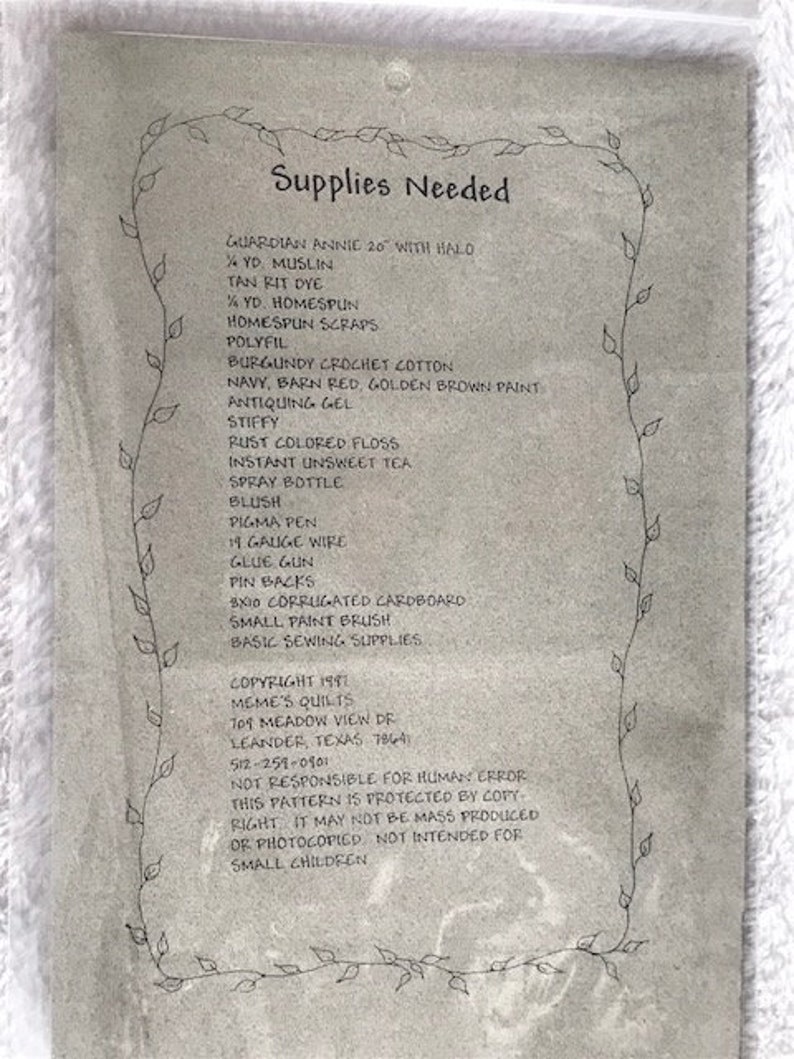 Supplies Needed
GUARDIAN ANNIE 20" WITH HALO
¼ YD. MUSLIN
TAN RIT DYE
¼ YD. HOMESPUN
HOMESPUN SCRAPS
POLYFIL
BURGUNDY CROCHET COTTON
NAVY, BARN RED, GOLDEN BROWN PAINT
ANTIQUING GEL
STIFFY
RUST COLORED FLOSS
INSTANT UNSWEET TEA
SPRAY BOTTLE
BLUSH
PIGMA PEN
19 GAUGE WIRE
GLUE GUN
PIN BACKS
8X10 CORRUGATED CARDBOARD
SMALL PAINT BRUSH
BASIC SEWING SUPPLIES
COPYRIGHT 1997
MEME'S QUILTS
709 MEADOW VIEW DR
LEANDER, TEXAS 78641
512-259-0901
NOT RESPONSIBLE FOR HUMAN ERROR
THIS PATTERN IS PROTECTED BY COPY-
RIGHT. IT MAY NOT BE MASS PRODUCED
OR PHOTOCOPIED. NOT INTENDED FOR
SMALL CHILDREN